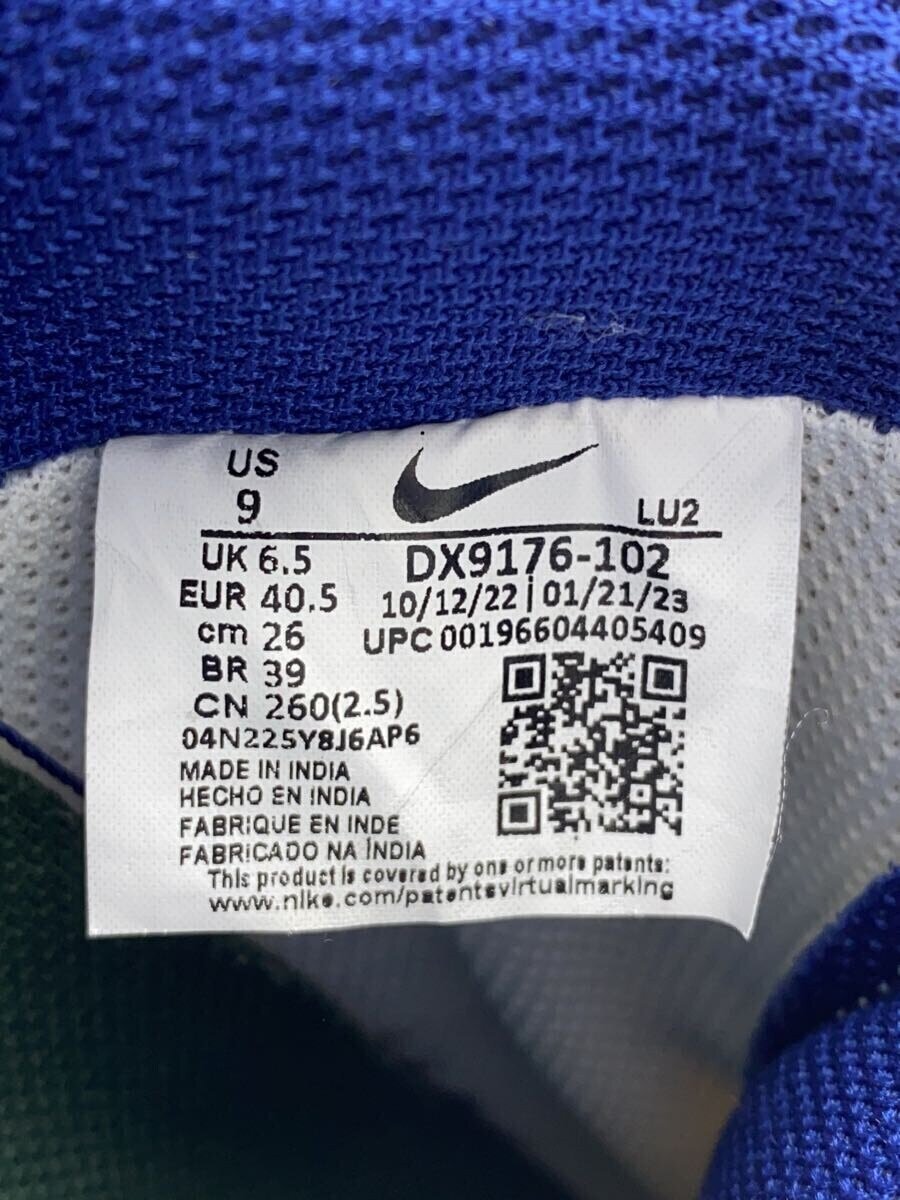 US
9
LU2
UK 6.5
DX9176-102
EUR 40.5
10/12/22 | 01/21/23
cm 26
UPC 00196604405409
BR 39
CN 260(2.5)
04N225Y8J6AP6
MADE IN INDIA
HECHO EN INDIA
FABRIQUE EN INDE
FABRICADO NA ÍNDIA
This product is covered by one or more patents:
www.nike.com/patentsvirtualmarking